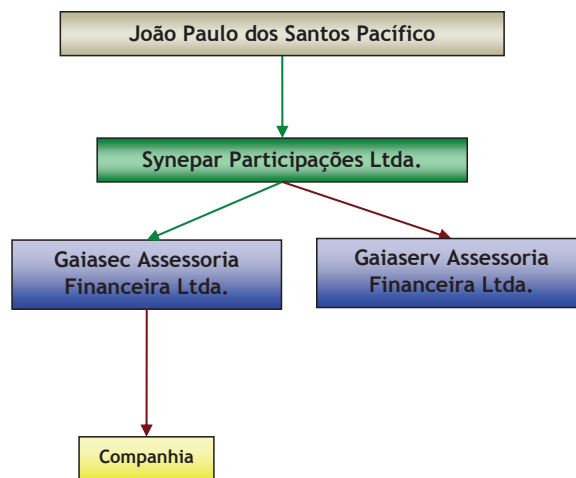 João Paulo dos Santos Pacífico
Synepar Participações Ltda.
Gaiasec Assessoria
Financeira Ltda.
Gaiaserv Assessoria
Financeira Ltda.
Companhia